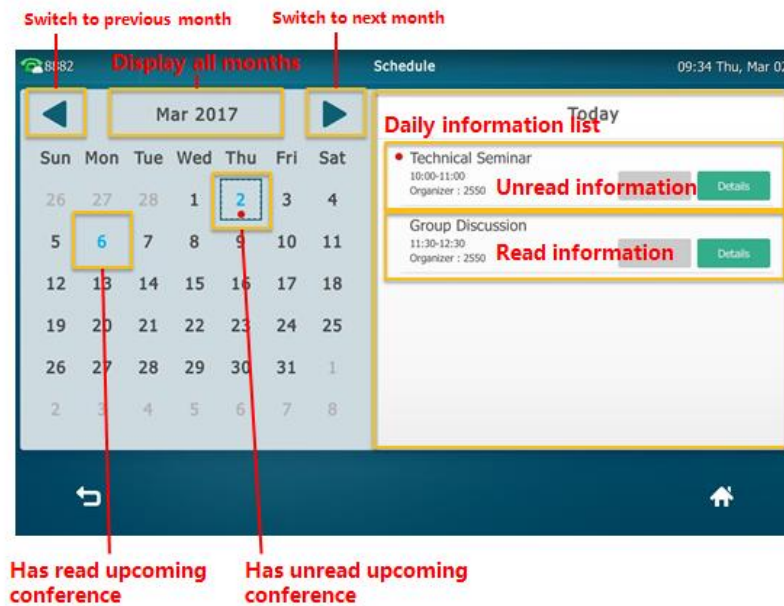 Switch to previous month
Switch to next month
8882
Display all months
Schedule
09:34 Thu, Mar 02
Mar 2017
Today
Daily information list
Sun Mon Tue Wed Thu Fri Sat
26 27 28 1 2 3 4
5 6 7 8 9 10 11
12 13 14 15 16 17 18
19 20 21 22 23 24 25
26 27 28 29 30 31 1
2 3 4 5 6 7 8
Technical Seminar
10:00-11:00
Organizer : 2550
Unread information
Details
Group Discussion
11:30-12:30
Organizer : 2550
Read information
Details
Has read upcoming
conference
Has unread upcoming
conference